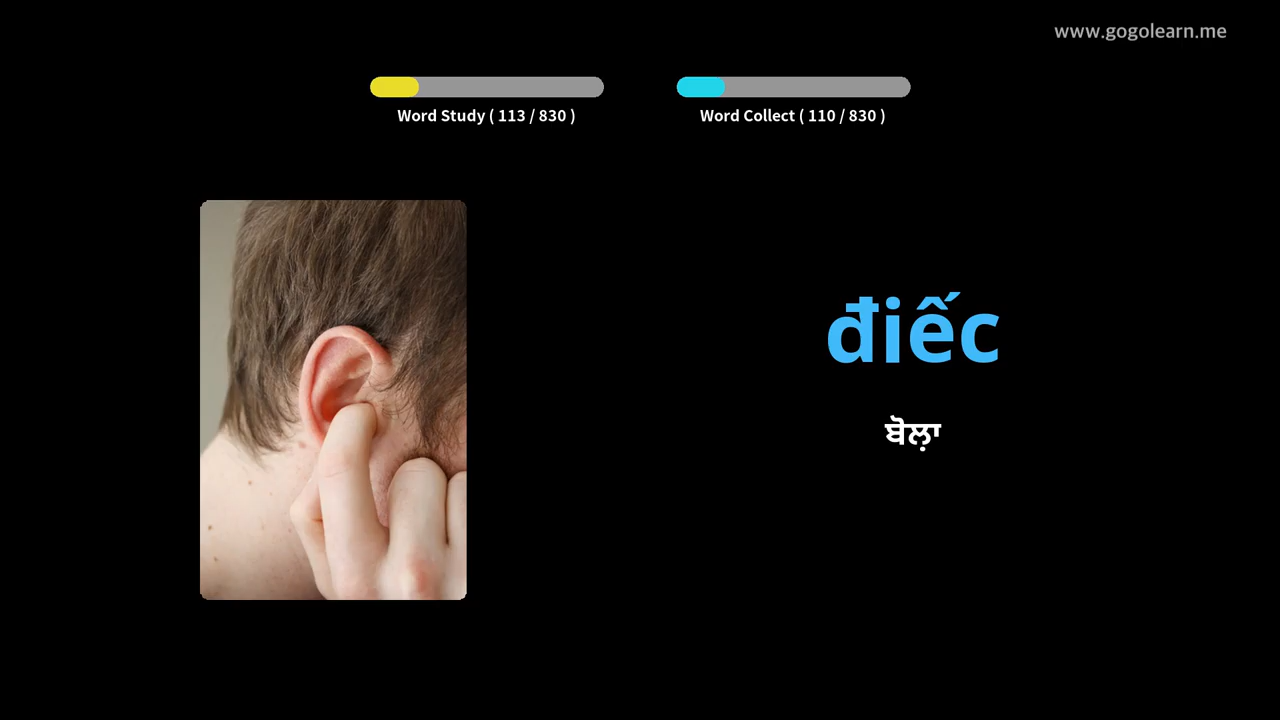 www.gogolearn.me
Word Study ( 113 / 830 )
Word Collect ( 110 / 830 )
điếc
ਬੋਲ਼ਾ